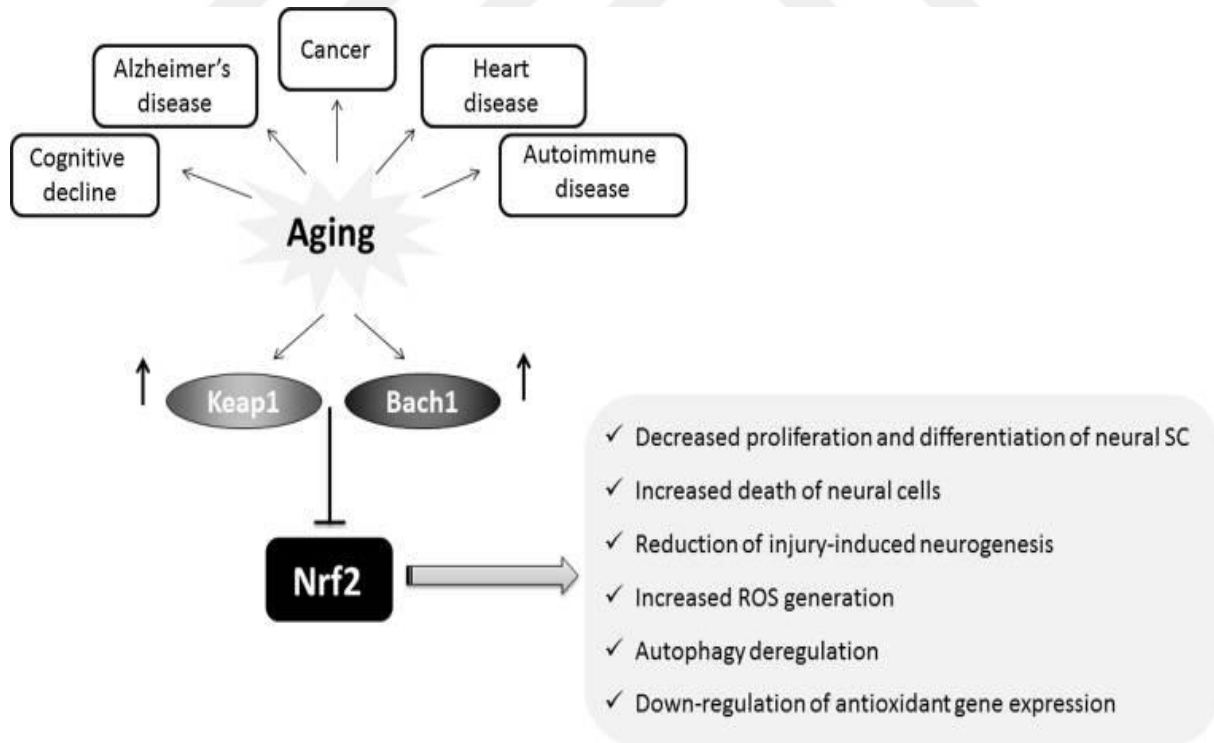 Cancer
Alzheimer's
disease
Heart
disease
Cognitive
decline
Autoimmune
disease
Aging
Keap1
Bach1
Nrf2
✓ Decreased proliferation and differentiation of neural SC
✓ Increased death of neural cells
✓ Reduction of injury-induced neurogenesis
✓ Increased ROS generation
✓ Autophagy deregulation
✓ Down-regulation of antioxidant gene expression